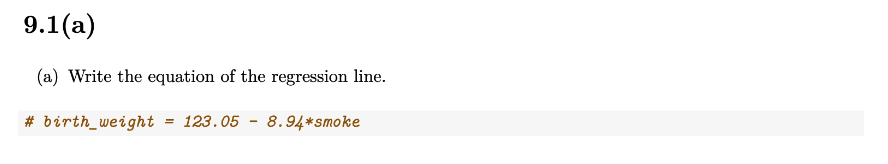 9.1(a)
(a) Write the equation of the regression line.
# birth_weight = 123.05 - 8.94*smoke